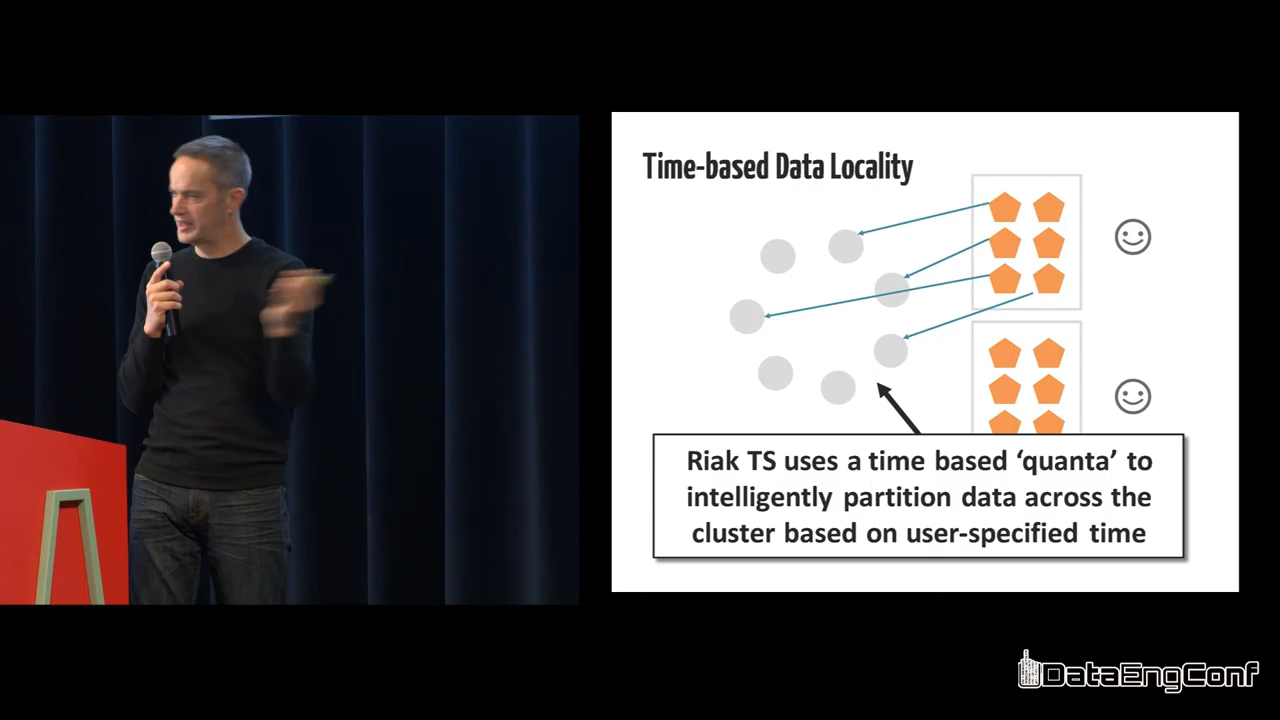 Time-based Data Locality
Riak TS uses a time based ‘quanta’ to
intelligently partition data across the
cluster based on user-specified time
DataEngConf